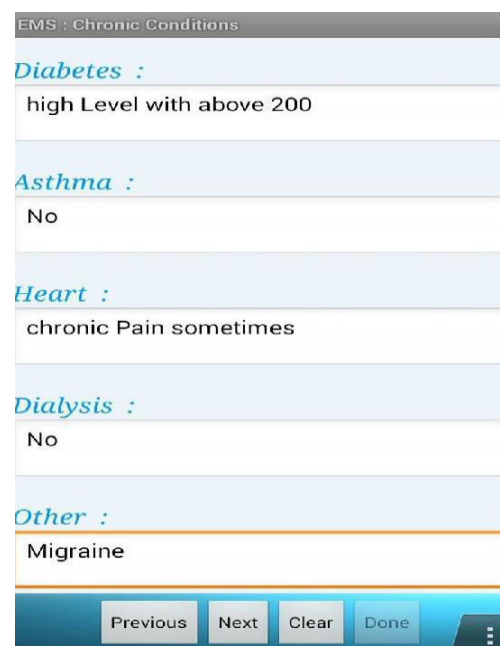 EMS : Chronic Conditions
Diabetes :
high Level with above 200
Asthma :
No
Heart :
chronic Pain sometimes
Dialysis :
No
Other :
Migraine
Previous Next Clear Done